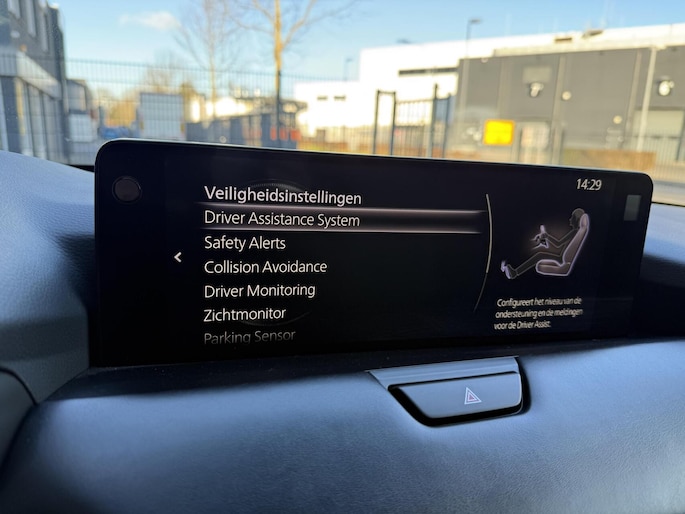 14:29
Veiligheidsinstellingen
Driver Assistance System
Safety Alerts
Collision Avoidance
Driver Monitoring
Zichtmonitor
Parking Sensor
Configureert het niveau van de
ondersteuning en de meldingen
voor de Driver Assist.